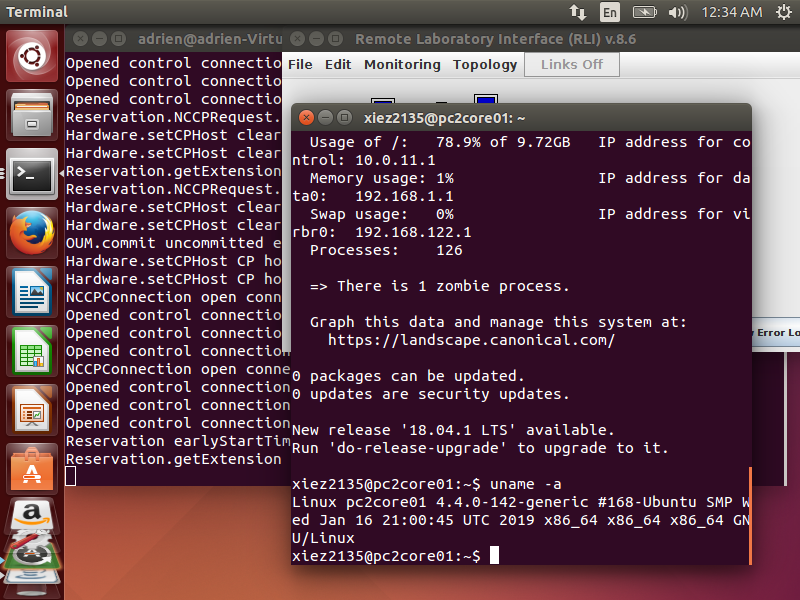 Terminal
En
12:34 AM
adrien@adrien-Virtu
Remote Laboratory Interface (RLI) v.8.6
File Edit Monitoring Topology Links Off
Opened control connectio
Opened control connectio
Opened control connectio
Reservation.NCCPRequest.
Hardware.setCPHost clear
Hardware.setCPHost clear
Reservation.getExtension
Reservation.NCCPRequest.
Hardware.setCPHost clear
Hardware.setCPHost clear
OUM.commit uncommitted e
Hardware.setCPHost CP ho
Hardware.setCPHost CP ho
NCCPConnection open conn
Opened control connectio
Opened control connectio
Opened control connection
NCCPConnection open conne
Opened control connection
Opened control connection
Opened control connection
Reservation earlyStartTim
Reservation.getExtension
xiez2135@pc2core01: ~
Usage of /: 78.9% of 9.72GB IP address for co
ntrol: 10.0.11.1
Memory usage: 1% IP address for da
ta0: 192.168.1.1
Swap usage: 0% IP address for vi
rbr0: 192.168.122.1
Processes: 126
=> There is 1 zombie process.
Graph this data and manage this system at:
https://landscape.canonical.com/
0 packages can be updated.
0 updates are security updates.
New release '18.04.1 LTS' available.
Run 'do-release-upgrade' to upgrade to it.
xiez2135@pc2core01:~$ uname -a
Linux pc2core01 4.4.0-142-generic #168-Ubuntu SMP W
ed Jan 16 21:00:45 UTC 2019 x86_64 x86_64 x86_64 GN
U/Linux
xiez2135@pc2core01:~$
Error Lo